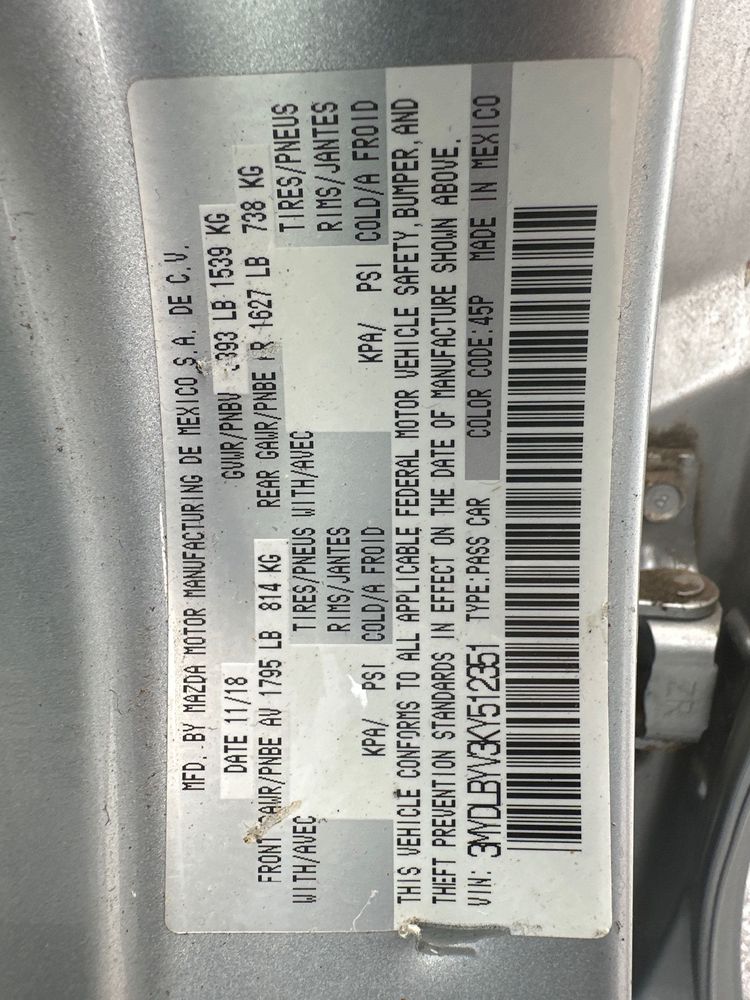 MFD. BY MAZDA MOTOR MANUFACTURING DE MEXICO S.A. DE C.V.
DATE 11/18 GVWR/PNBV 3393 LB 1539 KG
FRONT GAWR/PNBE AV 1795 LB 814 KG REAR GAWR/PNBE RR 1627 LB 738 KG
WITH/AVEC TIRES/PNEUS WITH/AVEC TIRES/PNEUS
RIMS/JANTES RIMS/JANTES
KPA/ PSI COLD/A FROID KPA/ PSI COLD/A FROID
THIS VEHICLE CONFORMS TO ALL APPLICABLE FEDERAL MOTOR VEHICLE SAFETY, BUMPER, AND
THEFT PREVENTION STANDARDS IN EFFECT ON THE DATE OF MANUFACTURE SHOWN ABOVE.
VIN: 3MYDLBYV3KY512351 TYPE:PASS CAR COLOR CODE.45P MADE IN MEXICO